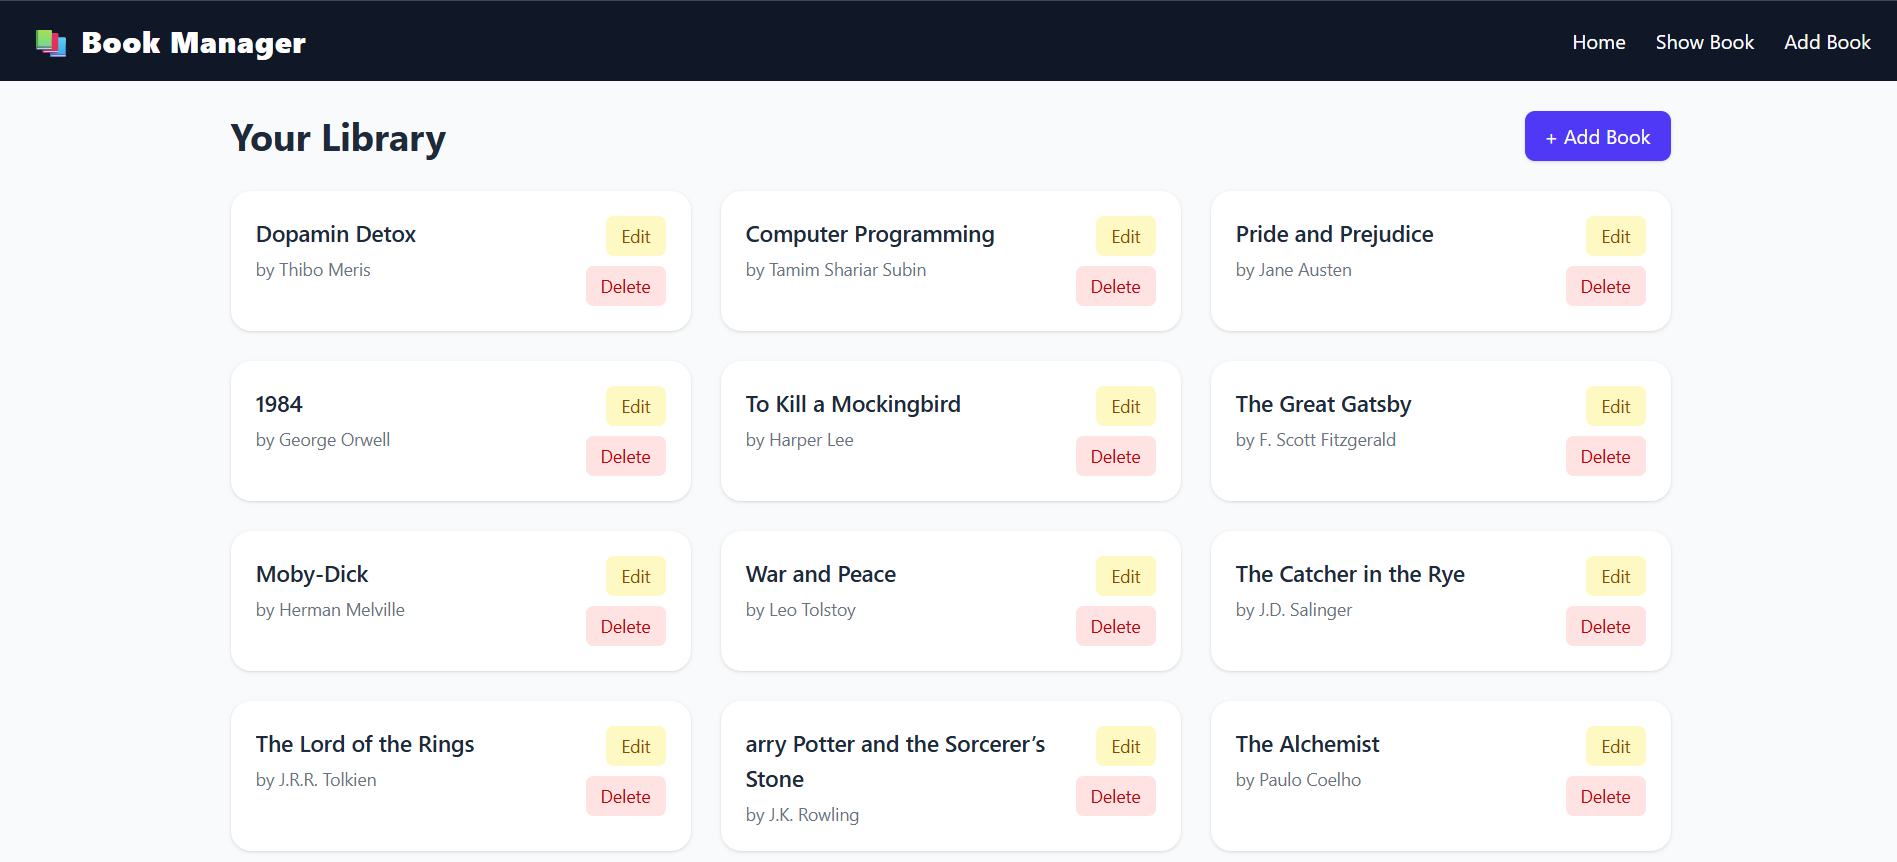 Book Manager
Home
Show Book
Add Book
Your Library
+ Add Book
Dopamin Detox
by Thibo Meris
Edit
Delete
Computer Programming
by Tamim Shariar Subin
Edit
Delete
Pride and Prejudice
by Jane Austen
Edit
Delete
1984
by George Orwell
Edit
Delete
To Kill a Mockingbird
by Harper Lee
Edit
Delete
The Great Gatsby
by F. Scott Fitzgerald
Edit
Delete
Moby-Dick
by Herman Melville
Edit
Delete
War and Peace
by Leo Tolstoy
Edit
Delete
The Catcher in the Rye
by J.D. Salinger
Edit
Delete
The Lord of the Rings
by J.R.R. Tolkien
Edit
Delete
arry Potter and the Sorcerer’s
Stone
by J.K. Rowling
Edit
Delete
The Alchemist
by Paulo Coelho
Edit
Delete